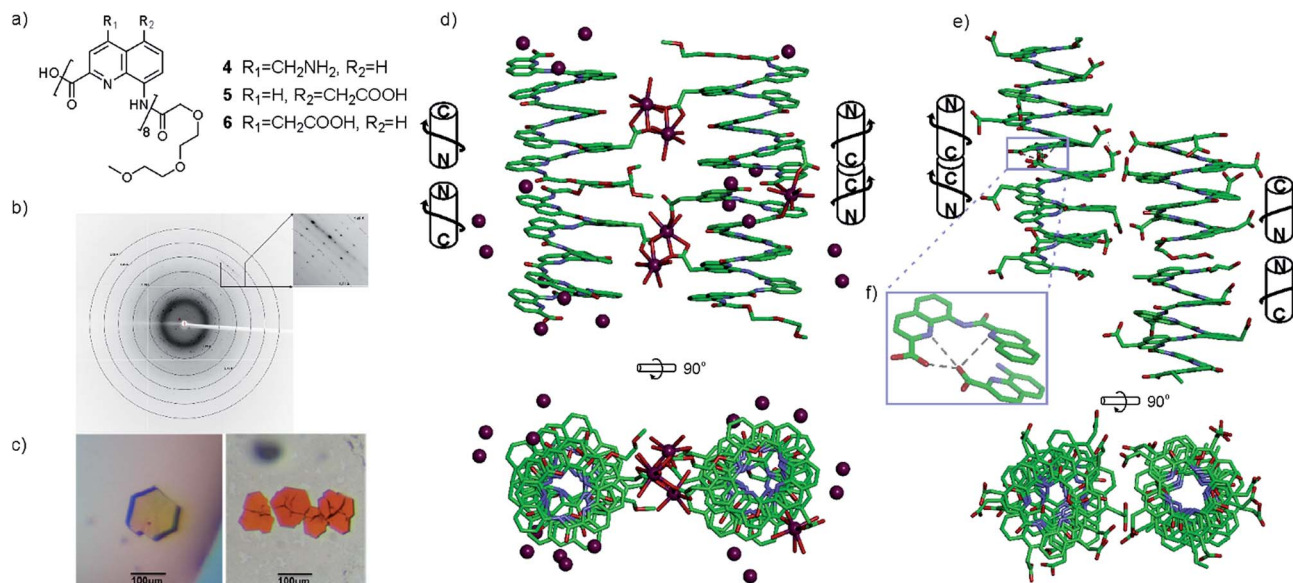 a)
R1 R2
HO
O
N
HN
8
O
O
O
O
4 R1=CH2NH2, R2=H
5 R1=H, R2=CH2COOH
6 R1=CH2COOH, R2=H
b)
c)
100µm
100µm
d)
C
N
N
C
N
C
C
N
90°
e)
N
C
C
N
C
N
N
C
f)
90°